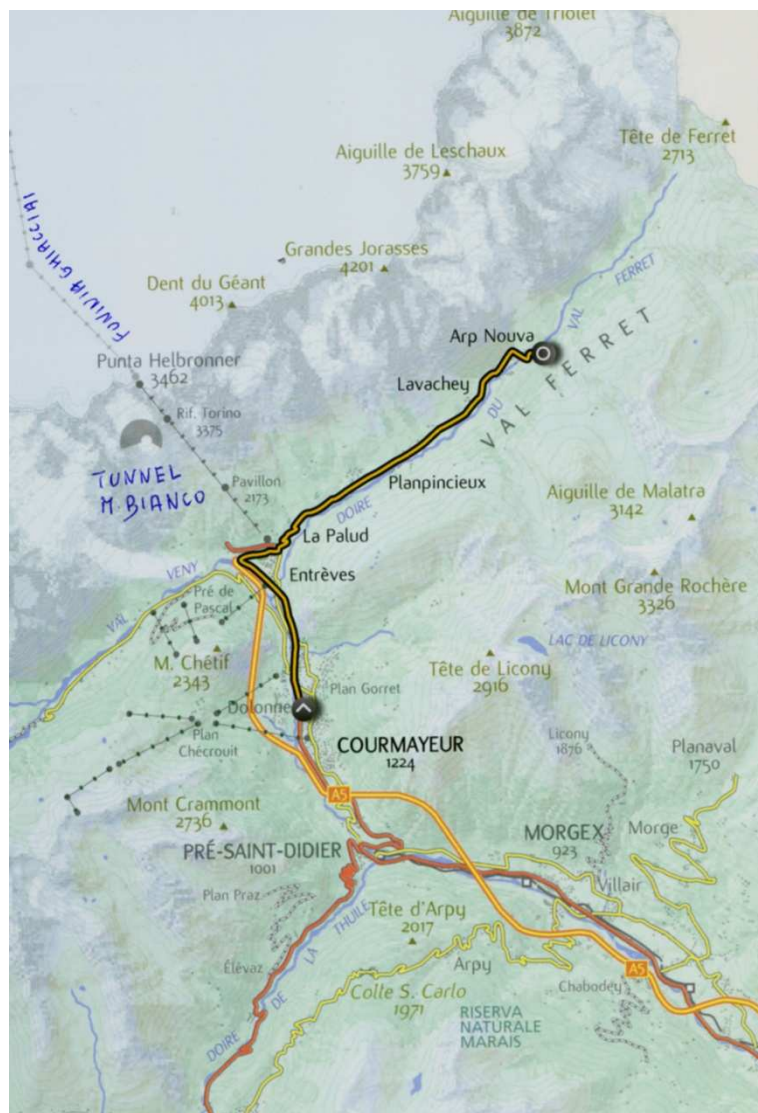 Aiguille de Triolet
3872
Tête de Ferret
2713
Aiguille de Leschaux
3759
FUNIVIA GHIACCIAI
Grandes Jorasses
4201
Dent du Géant
4013
VAL FERRET
Arp Nouva
VAL FERRET
Punta Helbronner
3462
Lavachey
DU
Rif. Torino
3375
TUNNEL
M. BIANCO
Pavillon
2173
Planpincieux
DOIRE
Aiguille de Malatra
3142
La Palud
VENY
Entrèves
Mont Grande Rochère
3326
Pré de
Pascal
VAL
LAC DE LICONY
M. Chétif
2343
Tête de Licony
2916
Plan Gorret
Dolonne
Plan
Chécrouit
COURMAYEUR
1224
Licony
1876
Planaval
1750
A5
Mont Crammont
2736
MORGEX
923
Morge
PRÉ-SAINT-DIDIER
1001
Villair
Plan Praz
THUILE
Tête d'Arpy
2017
Élévaz
LA
Arpy
A5
Chabodey
DE
Colle S. Carlo
1971
RISERVA
NATURALE
MARAIS
DOIRE